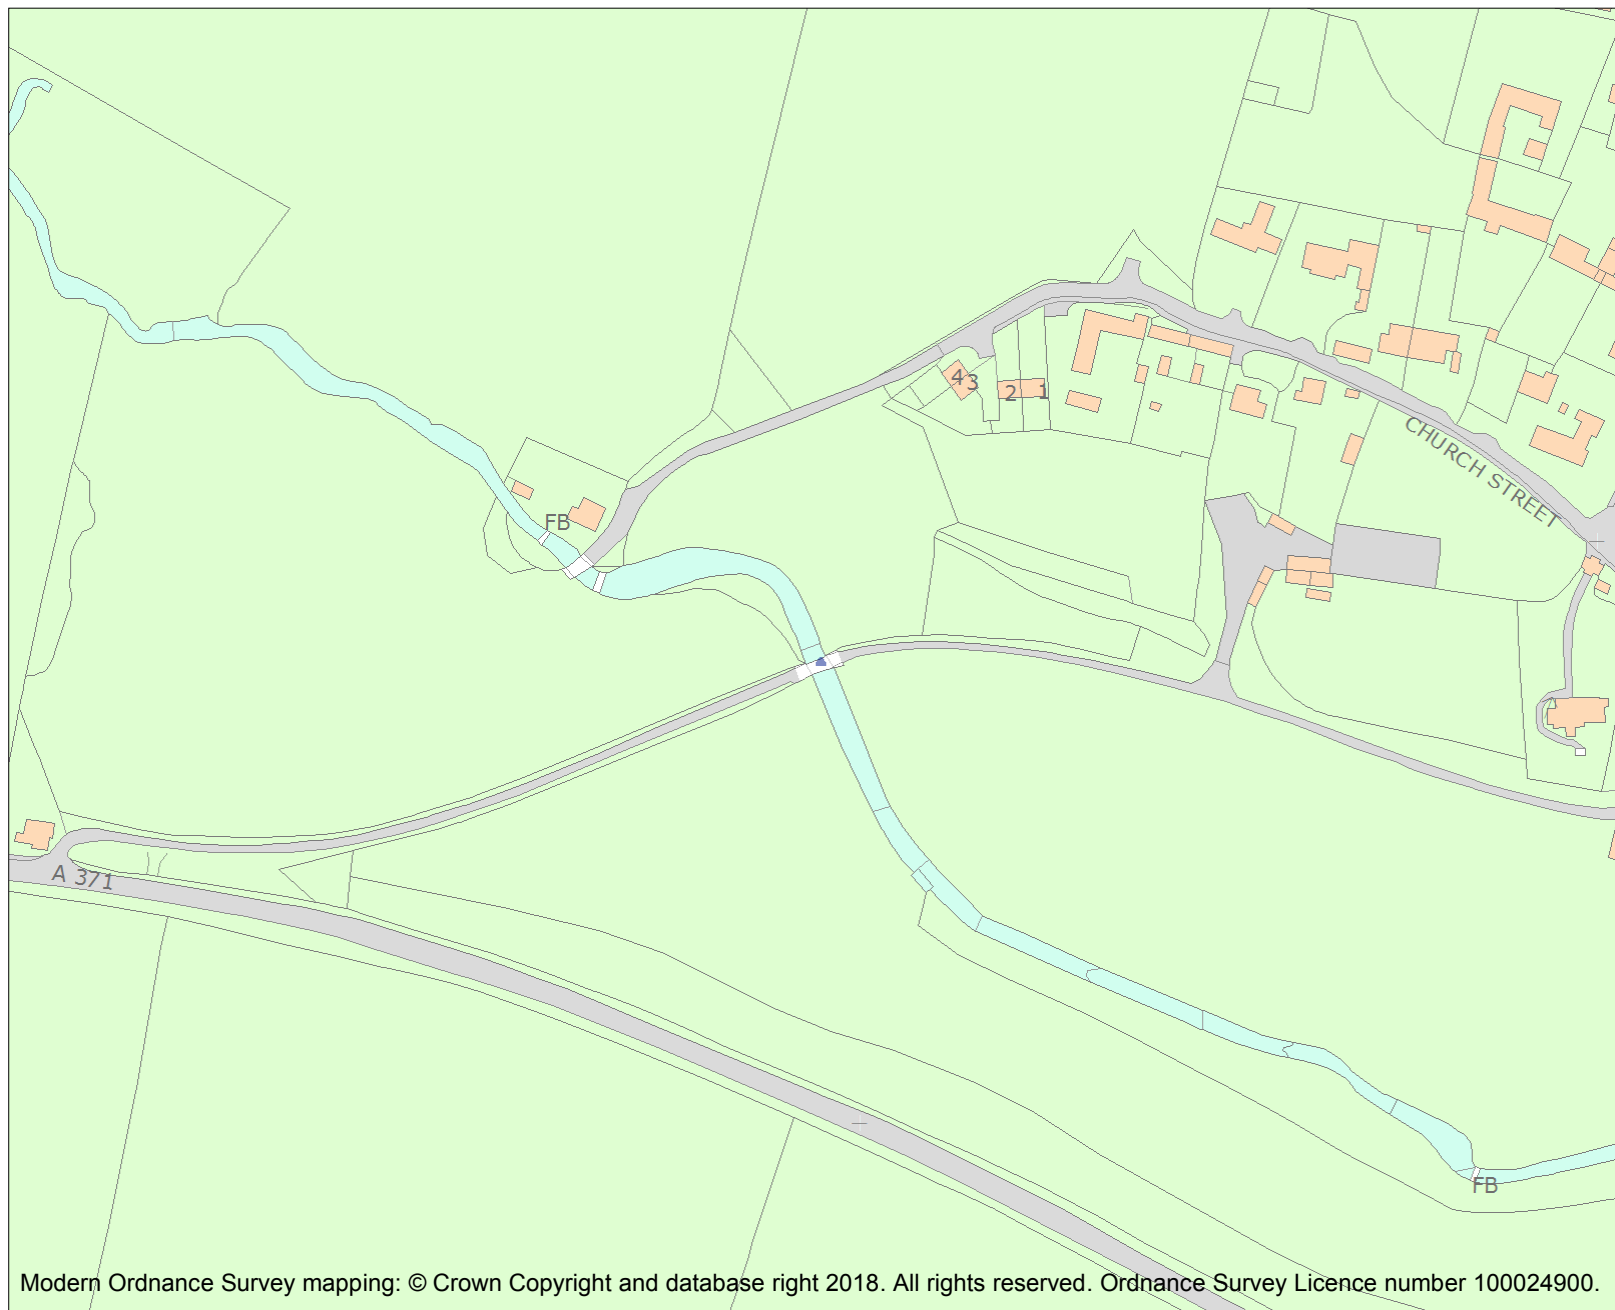 4
3
2
1
CHURCH STREET
FB
A 371
FB
Modern Ordnance Survey mapping: © Crown Copyright and database right 2018. All rights reserved. Ordnance Survey Licence number 100024900.